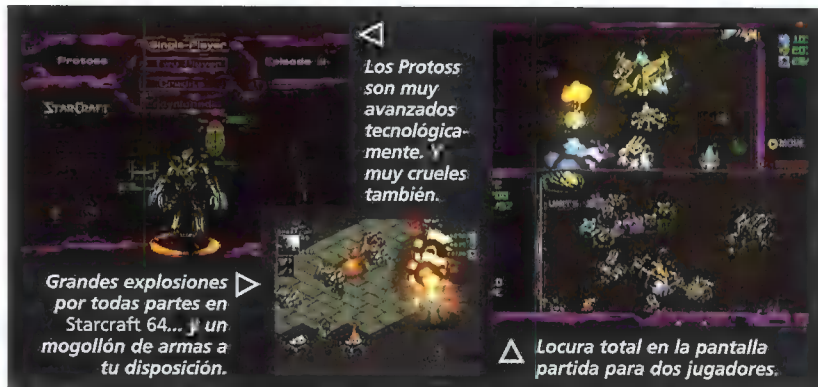 Single-Player
Protoss
Episode
STARCRAFT
Los Protoss
son muy
avanzados
tecnológica-
mente. Y
muy crueles
también.
MOVE
Grandes explosiones
por todas partes en
Starcraft 64... y un
mogollón de armas a
tu disposición.
Locura total en la pantalla
partida para dos jugadores.